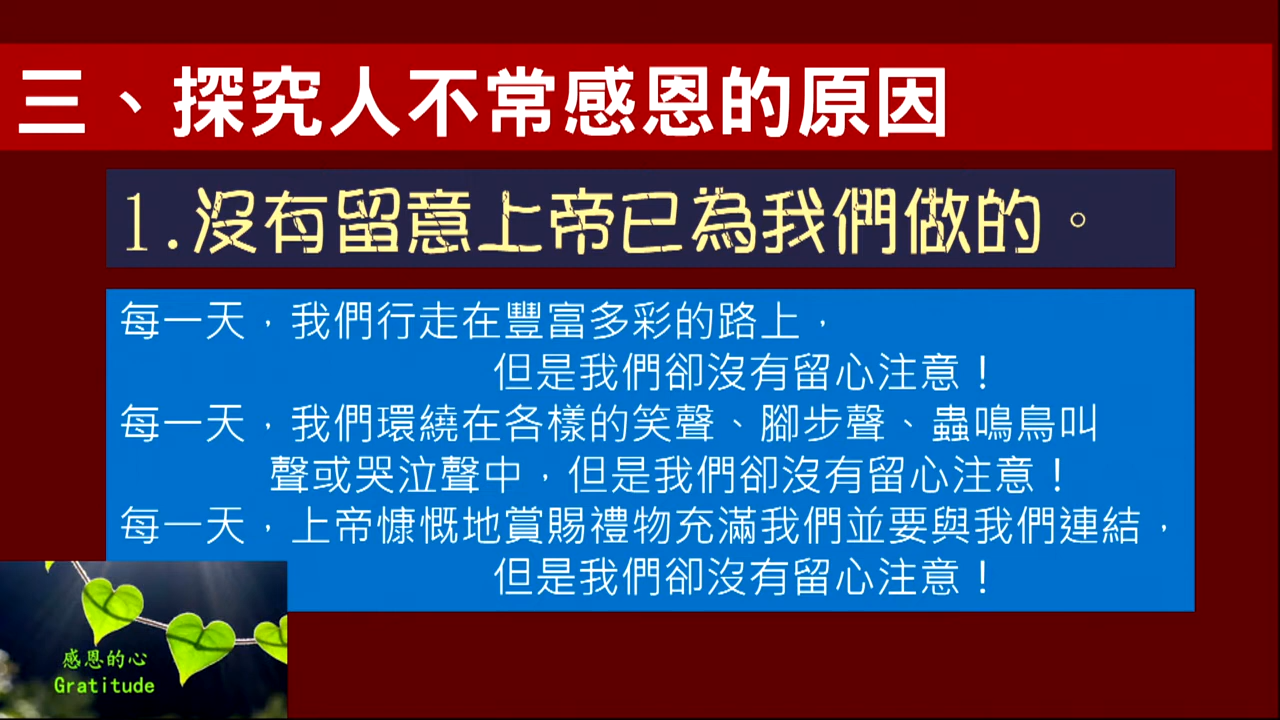 三、探究人不常感恩的原因
1.沒有留意上帝已為我們做的。
每一天，我們行走在豐富多彩的路上，
但是我們卻沒有留心注意！
每一天，我們環繞在各樣的笑聲、腳步聲、蟲鳴鳥叫
聲或哭泣聲中，但是我們卻沒有留心注意！
每一天，上帝慷慨地賞賜禮物充滿我們並要與我們連結，
但是我們卻沒有留心注意！
感恩的心
Gratitude